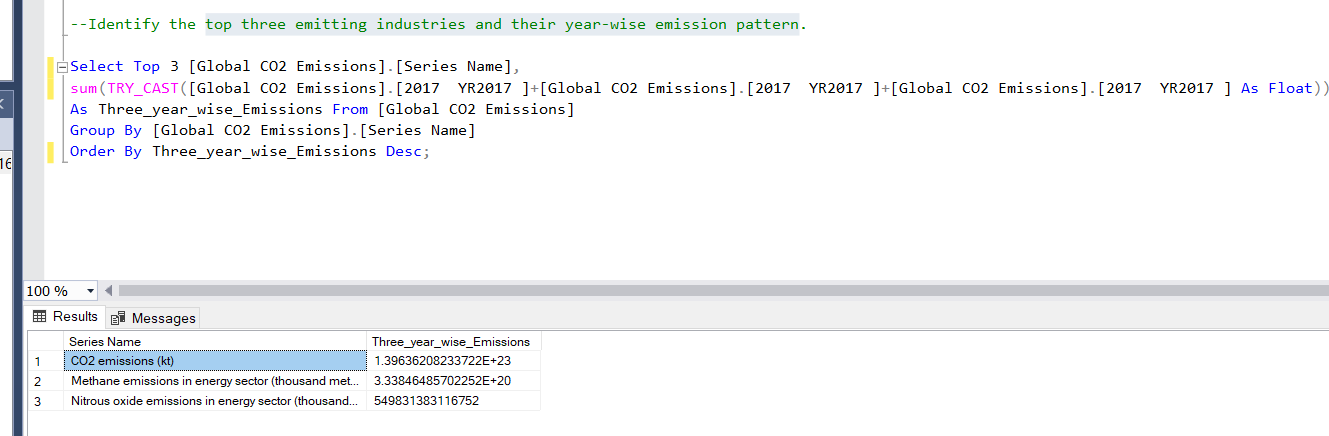 --Identify the top three emitting industries and their year-wise emission pattern.
Select Top 3 [Global CO2 Emissions].[Series Name],
sum(TRY_CAST([Global CO2 Emissions].[2017  YR2017 ]+[Global CO2 Emissions].[2017  YR2017 ]+[Global CO2 Emissions].[2017  YR2017 ] As Float))
As Three_year_wise_Emissions From [Global CO2 Emissions]
Group By [Global CO2 Emissions].[Series Name]
Order By Three_year_wise_Emissions Desc;
16
100 %
Results Messages
Series Name Three_year_wise_Emissions
1 CO2 emissions (kt) 1.39636208233722E+23
2 Methane emissions in energy sector (thousand met... 3.33846485702252E+20
3 Nitrous oxide emissions in energy sector (thousand... 549831383116752